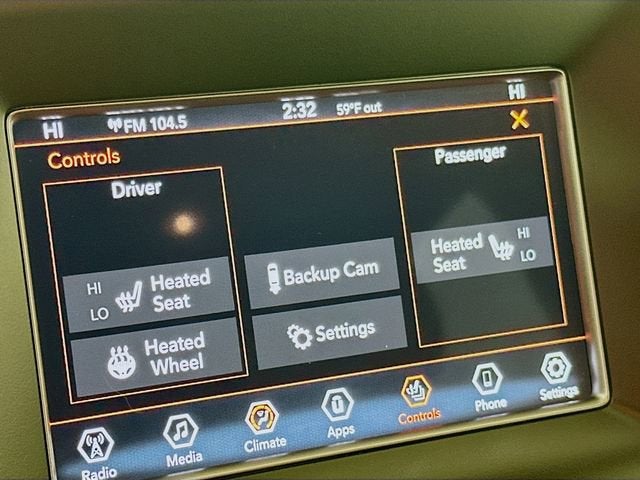 HI FM 104.5 2:32 59°F out HI
Controls X
Driver
HI
LO
Heated
Seat
Heated
Wheel
Backup Cam
Settings
Passenger
Heated
Seat
HI
LO
Radio Media Climate Apps Controls Phone Settings